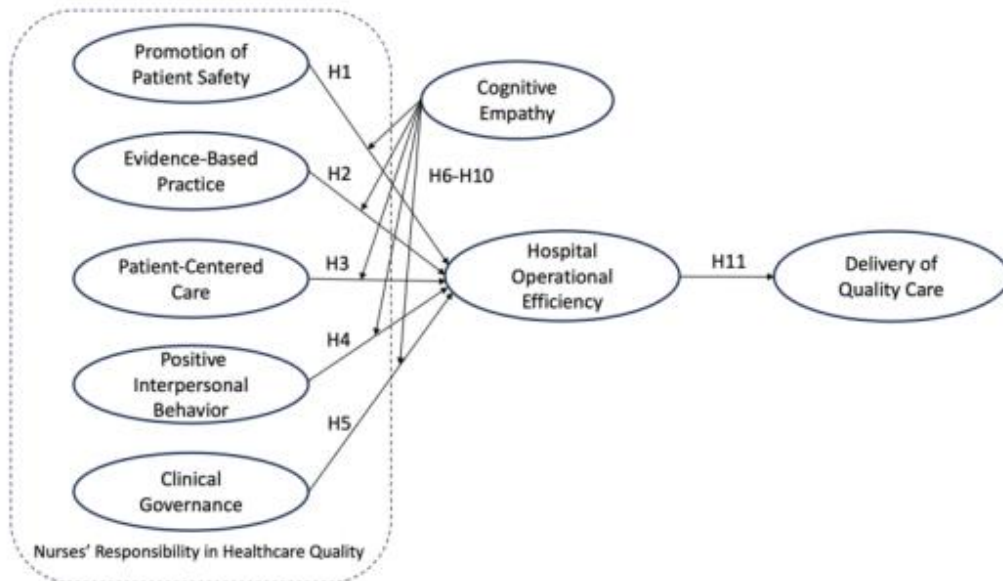 Promotion of
Patient Safety
H1
Cognitive
Empathy
Evidence-Based
Practice
H2
H6-H10
Patient-Centered
Care
H3
Hospital
Operational
Efficiency
H11
Delivery of
Quality Care
Positive
Interpersonal
Behavior
H4
H5
Clinical
Governance
Nurses' Responsibility in Healthcare Quality